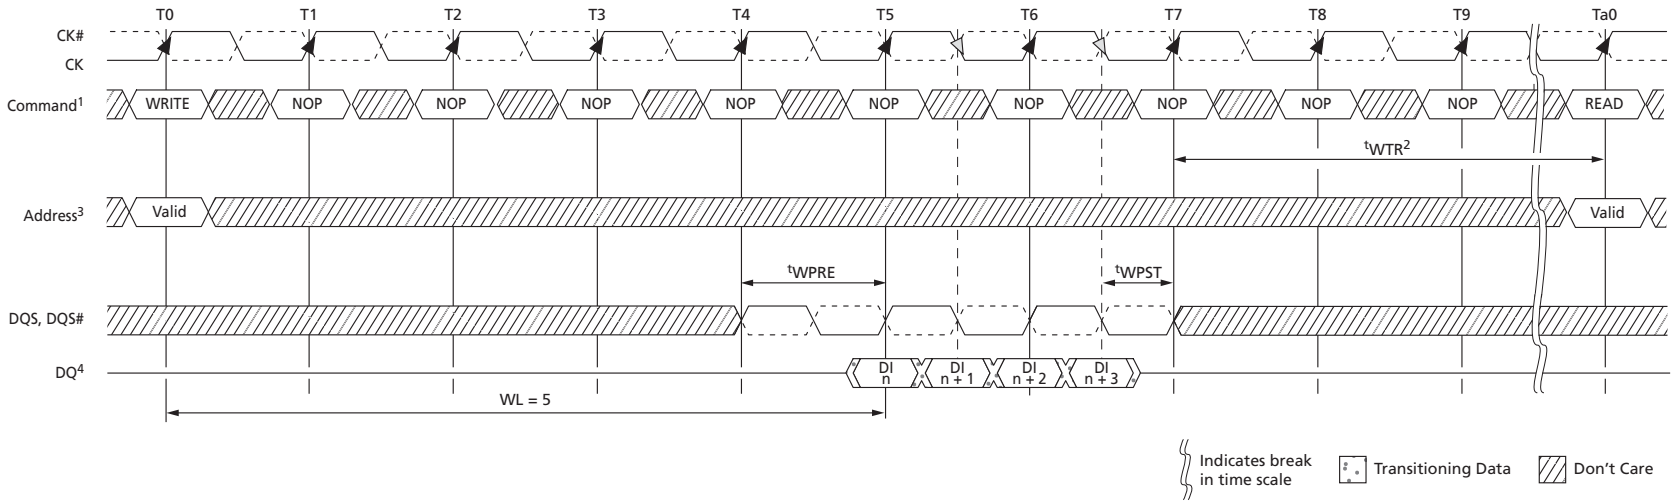 T0 T1 T2 T3 T4 T5 T6 T7 T8 T9 Ta0
CK#
CK
Command¹ WRITE NOP NOP NOP NOP NOP NOP NOP NOP NOP READ
tWTR²
Address³ Valid Valid
tWPRE tWPST
DQS, DQS#
DQ⁴ DI n DI n + 1 DI n + 2 DI n + 3
WL = 5
Indicates break
in time scale
Transitioning Data
Don't Care